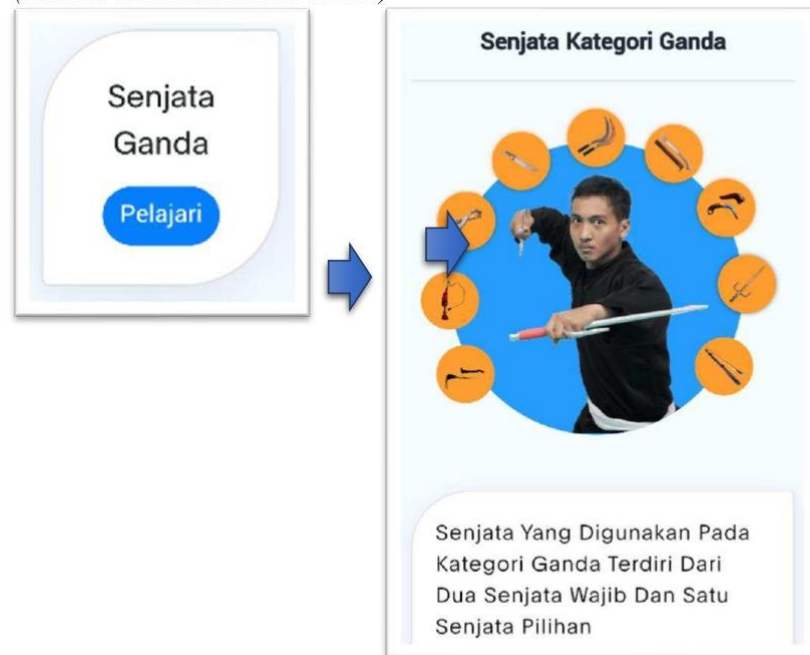 Senjata
Ganda
Pelajari
Senjata Kategori Ganda
Senjata Yang Digunakan Pada
Kategori Ganda Terdiri Dari
Dua Senjata Wajib Dan Satu
Senjata Pilihan